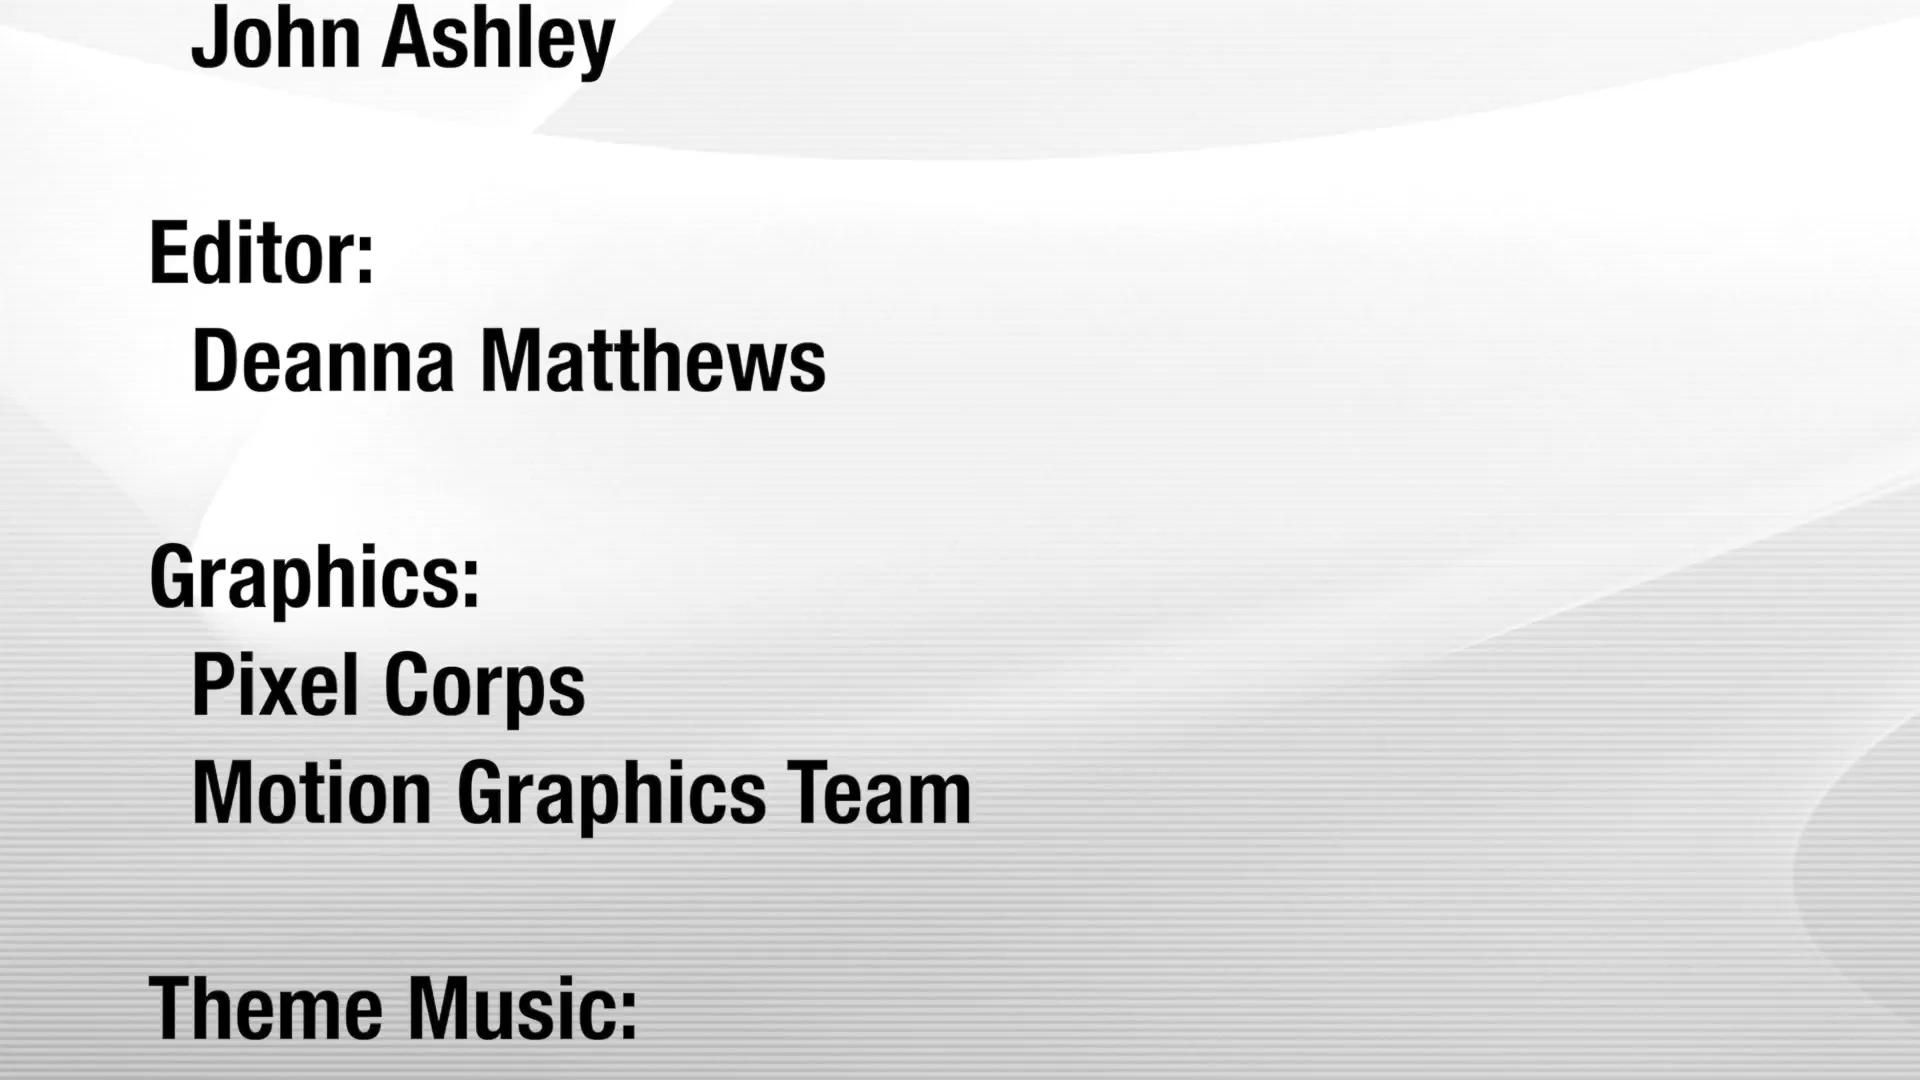 John Ashley
Editor:
Deanna Matthews
Graphics:
Pixel Corps
Motion Graphics Team
Theme Music: